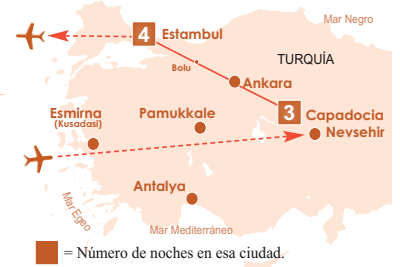 Mar Negro
4 Estambul
TURQUÍA
Bolu
Ankara
3 Capadocia
Nevsehir
Esmirna
(Kusadasi)
Pamukkale
Antalya
Mar Egeo
Mar Mediterráneo
= Número de noches en esa ciudad.